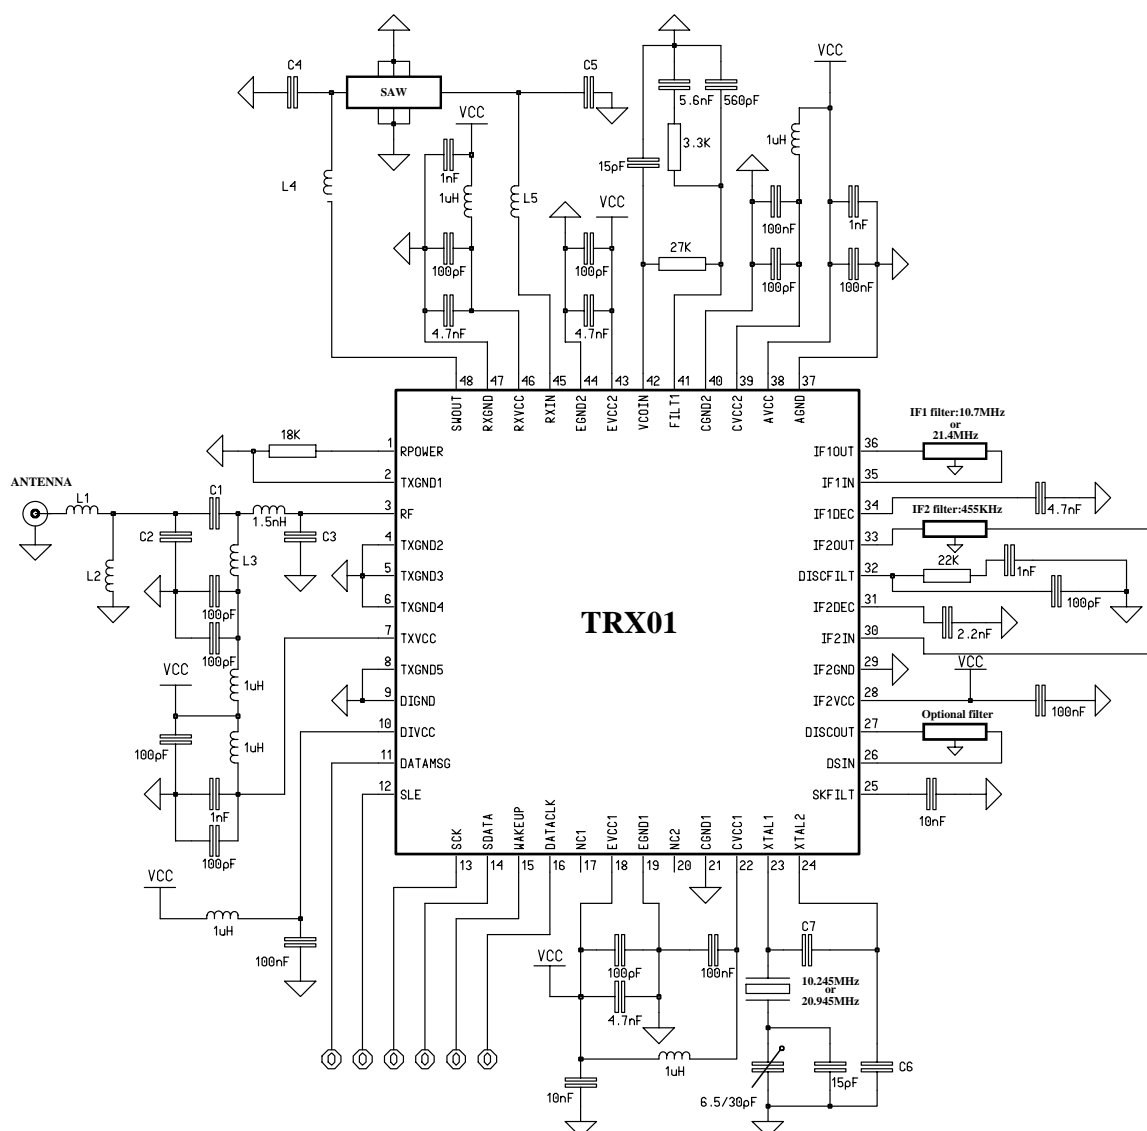 VCC
C4
C5
SAW
VCC
5.6nF
560pF
1uH
3.3K
1nF
15pF
L4
1uH
L5
VCC
100nF
1nF
27K
100pF
100pF
100pF
100nF
4.7nF
4.7nF
48 47 46 45 44 43 42 41 40 39 38 37
SWOUT
RXGND
RXVCC
RXIN
EGND2
EVCC2
VCOIN
FILT1
CGND2
CVCC2
AVCC
AGND
IF1 filter:10.7MHz
or
21.4MHz
18K
1 RPOWER
IF1OUT 36
2 TXGND1
IF1IN 35
ANTENNA
L1
C1
1.5nH
3 RF
IF1DEC 34
4.7nF
IF2 filter:455KHz
C2
C3
4 TXGND2
IF2OUT 33
L2
L3
22K
1nF
5 TXGND3
DISCFILT 32
100pF
100pF
6 TXGND4
TRX01
IF2DEC 31
2.2nF
100pF
7 TXVCC
IF2IN 30
VCC
VCC
8 TXGND5
IF2GND 29
1uH
9 DIGND
IF2VCC 28
100nF
Optional filter
10 DIVCC
DISCOUT 27
100pF
1uH
11 DATAMSG
DSIN 26
12 SLE
SKFILT 25
1nF
10nF
100pF
SCK
SDATA
WAKEUP
DATACLK
NC1
EVCC1
EGND1
NC2
CGND1
CVCC1
XTAL1
XTAL2
13 14 15 16 17 18 19 20 21 22 23 24
VCC
1uH
C7
100nF
VCC
100pF
100nF
10.245MHz
or
20.945MHz
4.7nF
1uH
C6
15pF
10nF
6.5/30pF